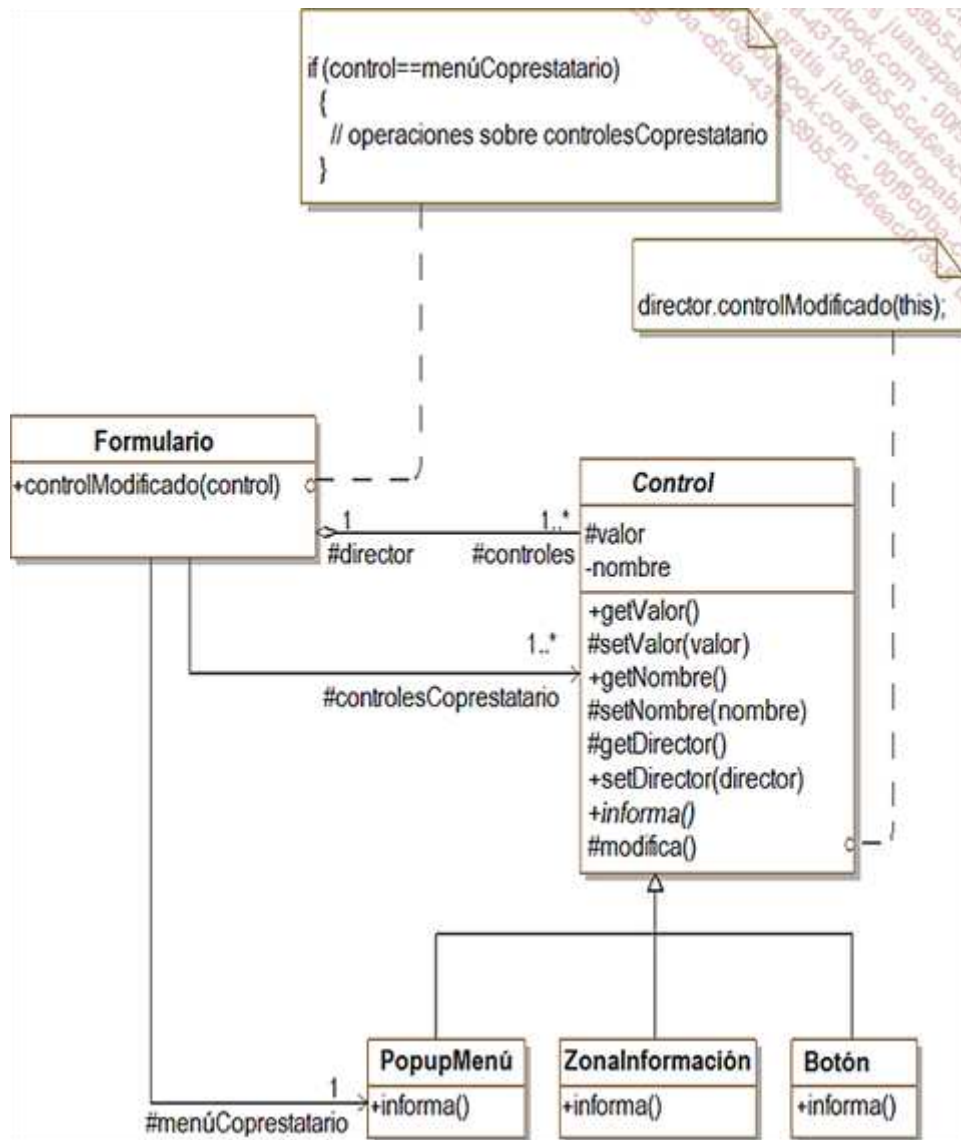 if (control==menúCoprestatario)
{
// operaciones sobre controlesCoprestatario
}
director.controlModificado(this);
Formulario
+controlModificado(control)
1
1..*
#director
#controles
1..*
#controlesCoprestatario
Control
#valor
-nombre
+getValor()
#setValor(valor)
+getNombre()
#setNombre(nombre)
#getDirector()
+setDirector(director)
+informa()
#modifica()
1
#menúCoprestatario
PopupMenú
+informa()
ZonaInformación
+informa()
Botón
+informa()